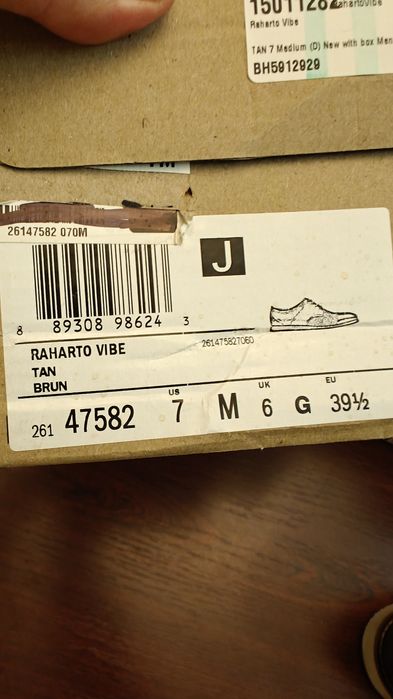 Raharto Vibe
TAN 7 Medium (D) New with box Men
BH5912929
26147582 070M
J
8 89308 98624 3
261475827060
RAHARTO VIBE
TAN
BRUN
261 47582 US 7 M UK 6 G EU 39½